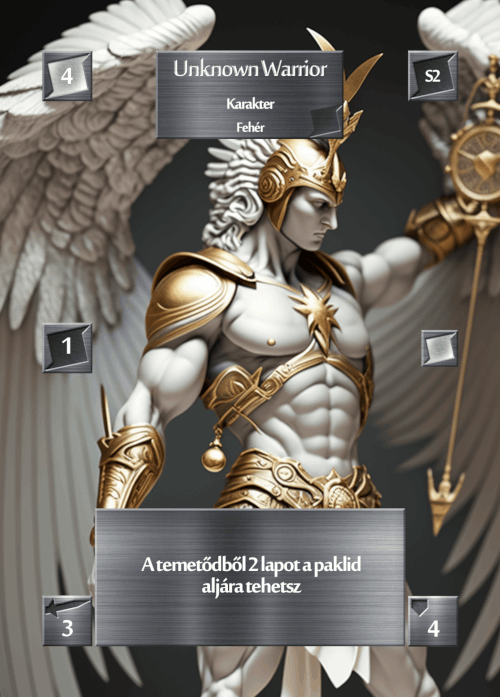 4
Unknown Warrior
S2
Karakter
Fehér
1
A temetődből 2 lapot a paklid
aljára tehetsz
3
4